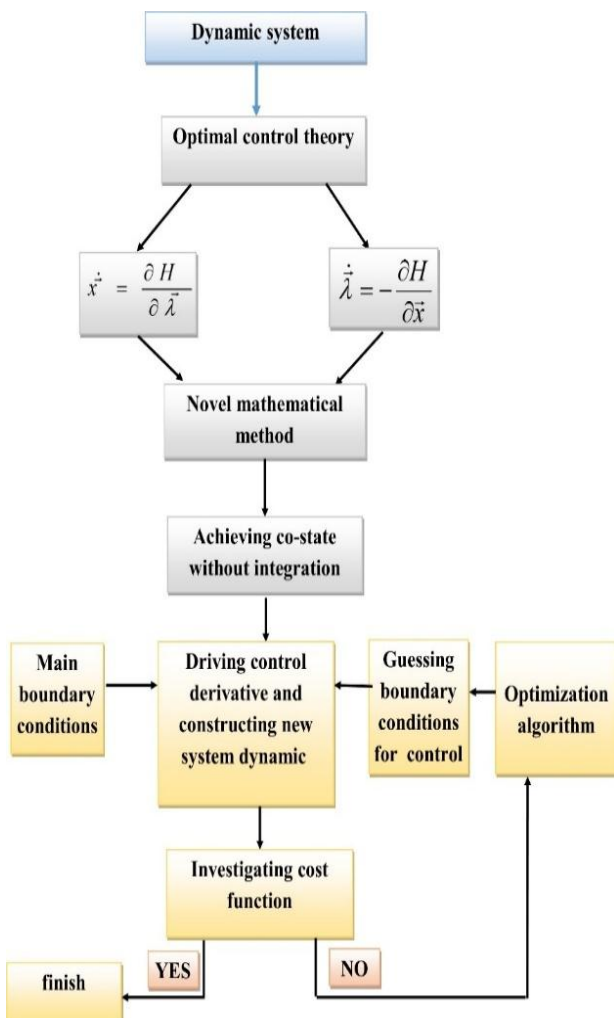 Dynamic system
Optimal control theory
ẋ⃗ = ∂H / ∂λ⃗
λ⃗̇ = −∂H / ∂x⃗
Novel mathematical
method
Achieving co-state
without integration
Main
boundary
conditions
Driving control
derivative and
constructing new
system dynamic
Guessing
boundary
conditions
for control
Optimization
algorithm
Investigating cost
function
YES
NO
finish